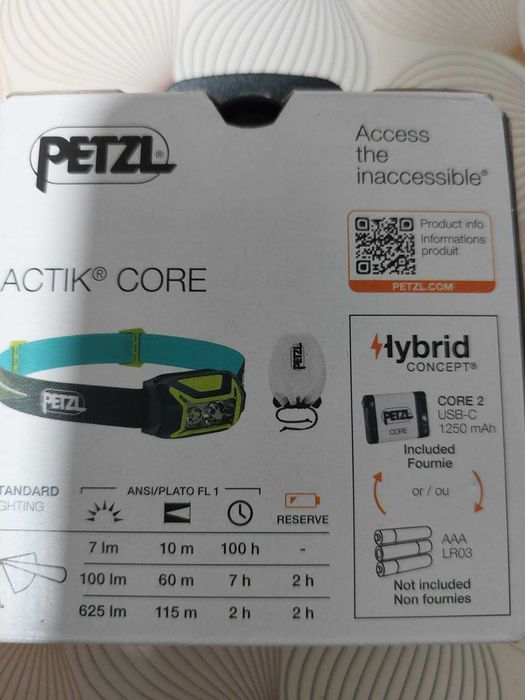 PETZL®
Access
the
inaccessible®
Product info
Informations
produit
PETZL.COM
ACTIK® CORE
PETZL
PETZL
Hybrid
CONCEPT®
PETZL
CORE
CORE 2
USB-C
1250 mAh
Included
Fournie
or / ou
AAA
LR03
Not included
Non fournies
TANDARD
GHTING
ANSI/PLATO FL 1
RESERVE
7 lm 10 m 100 h -
100 lm 60 m 7 h 2 h
625 lm 115 m 2 h 2 h